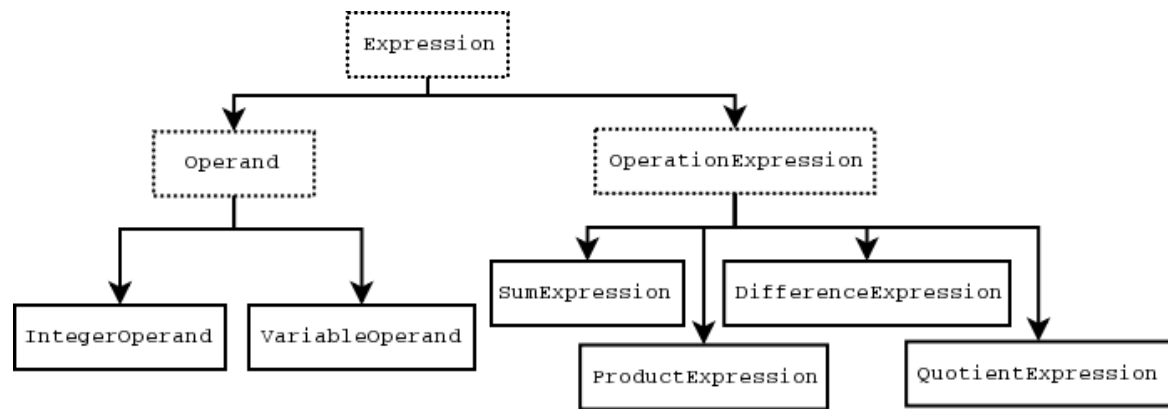 Expression
Operand
OperationExpression
SumExpression
DifferenceExpression
IntegerOperand
VariableOperand
ProductExpression
QuotientExpression